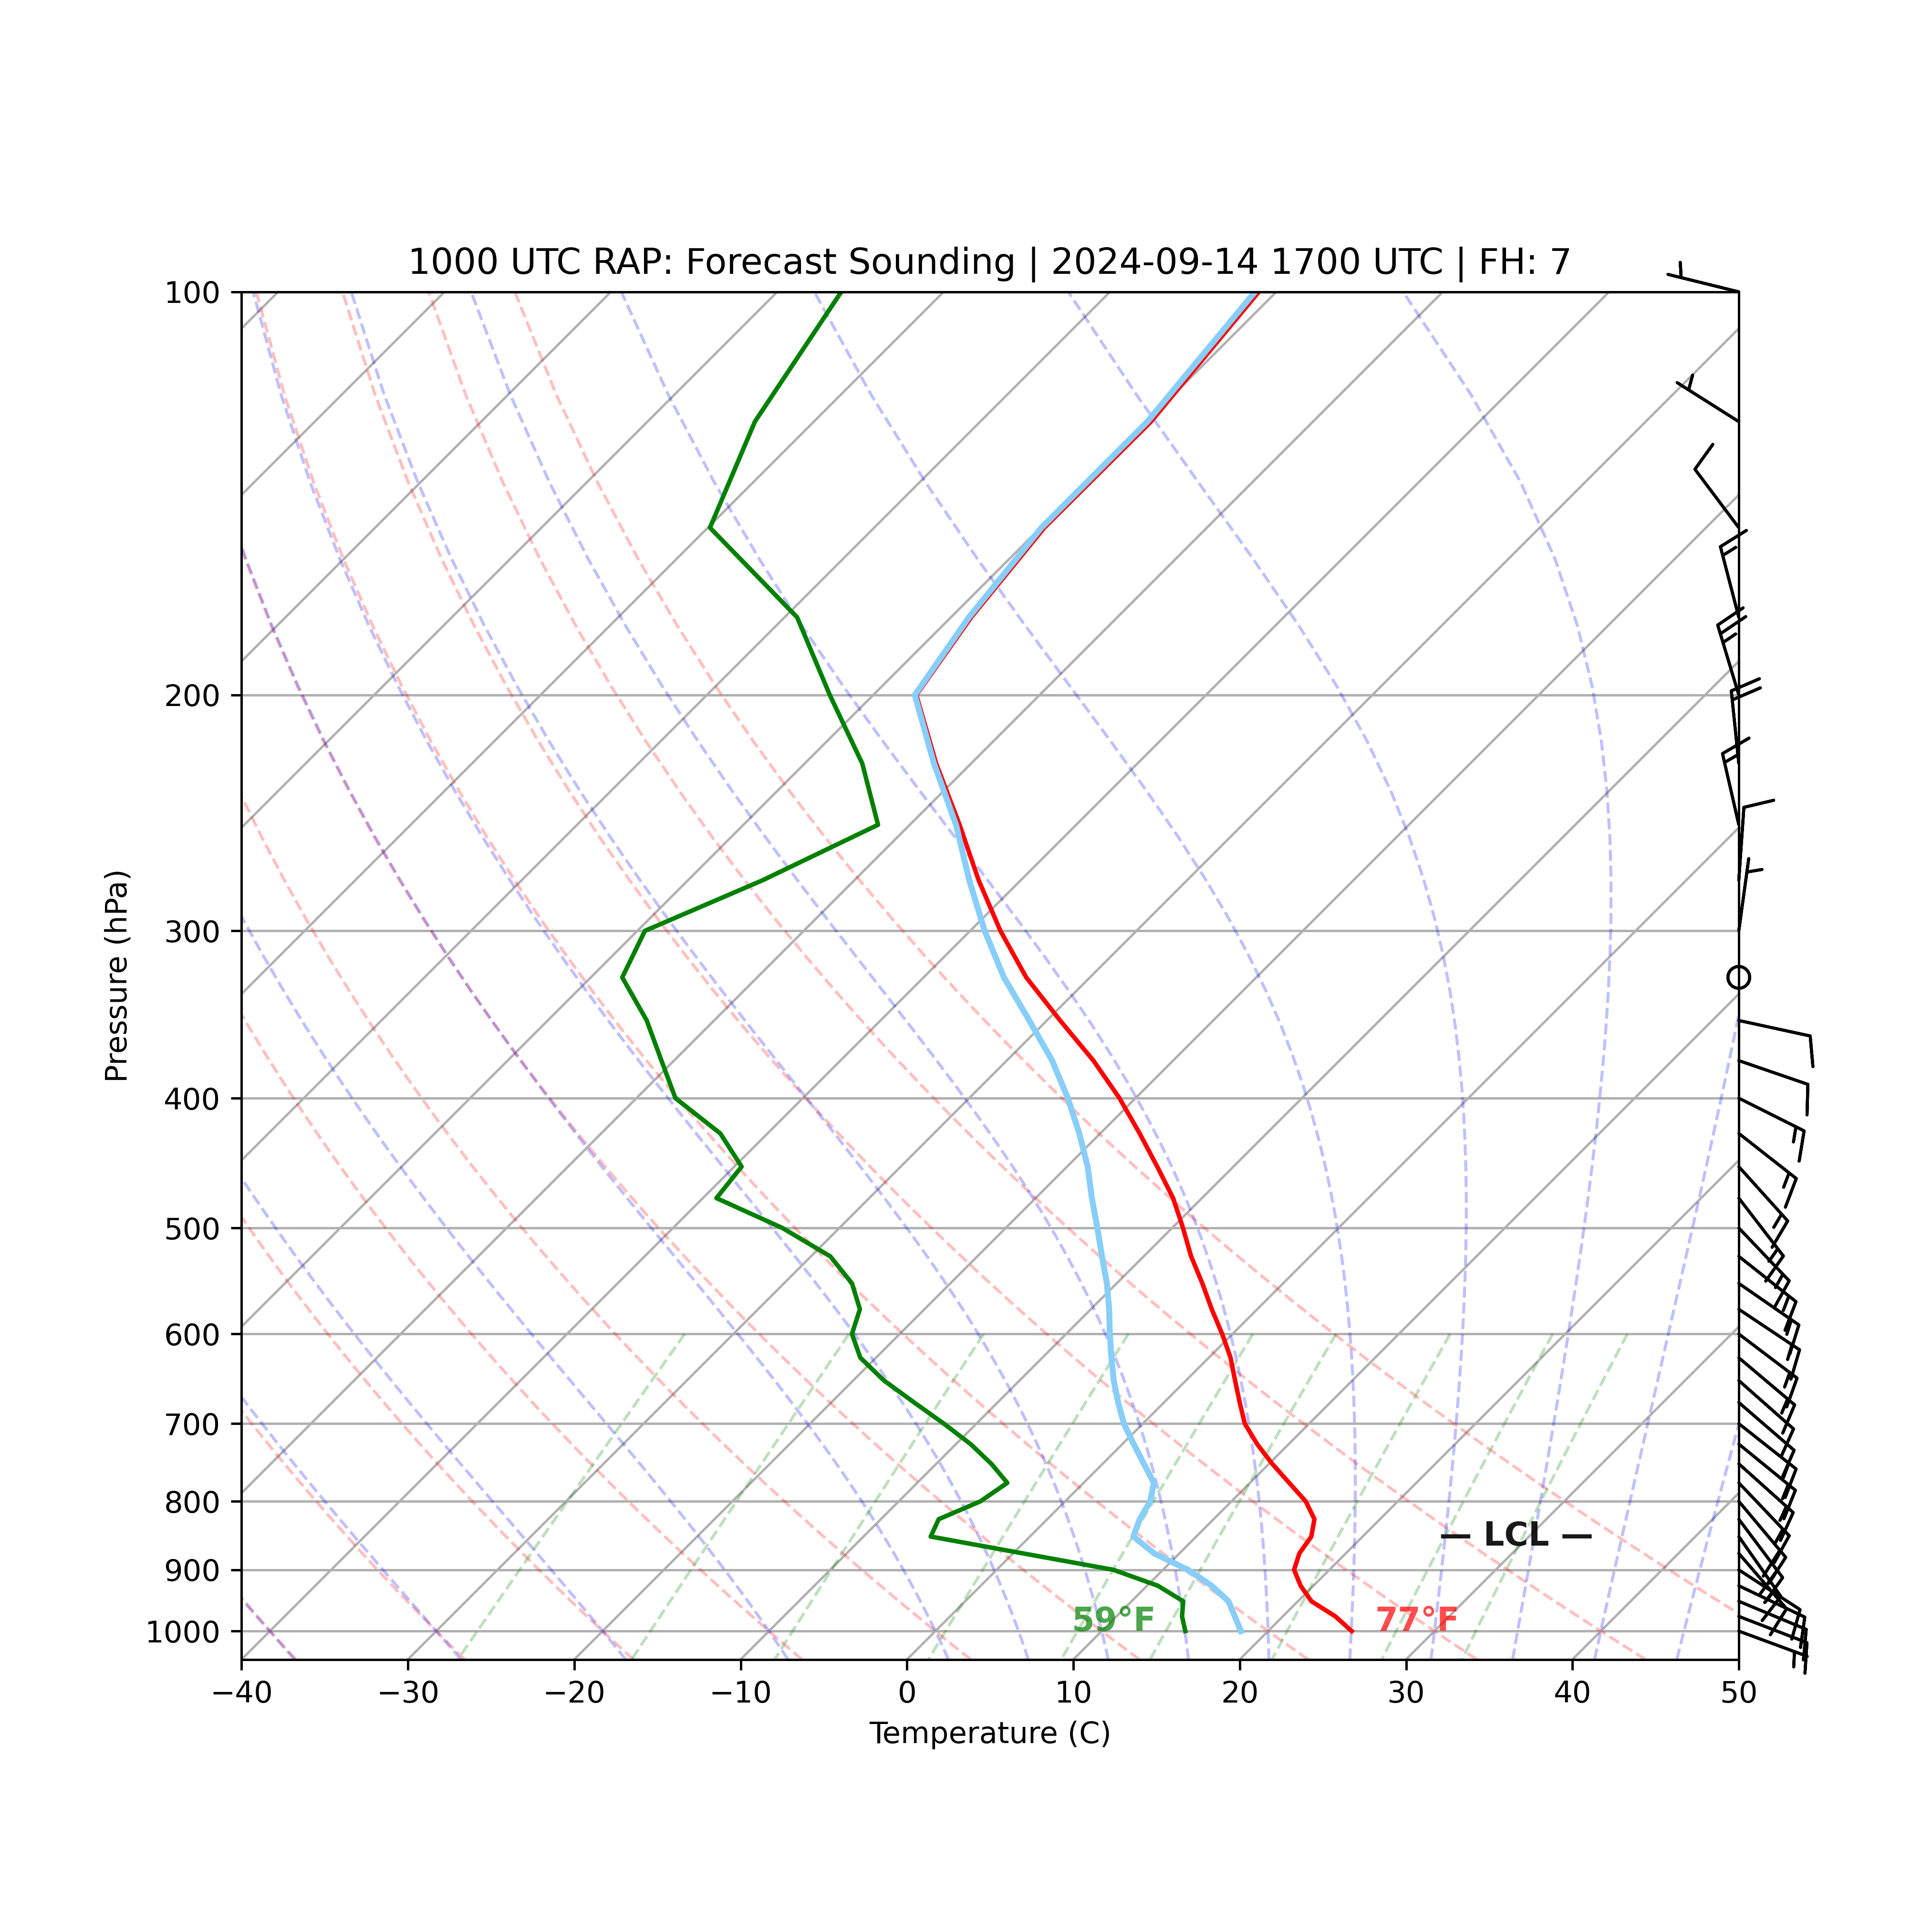 1000 UTC RAP: Forecast Sounding | 2024-09-14 1700 UTC | FH: 7
100
200
300
400
500
600
700
800
900
1000
Pressure (hPa)
— LCL —
59°F
77°F
−40 −30 −20 −10 0 10 20 30 40 50
Temperature (C)